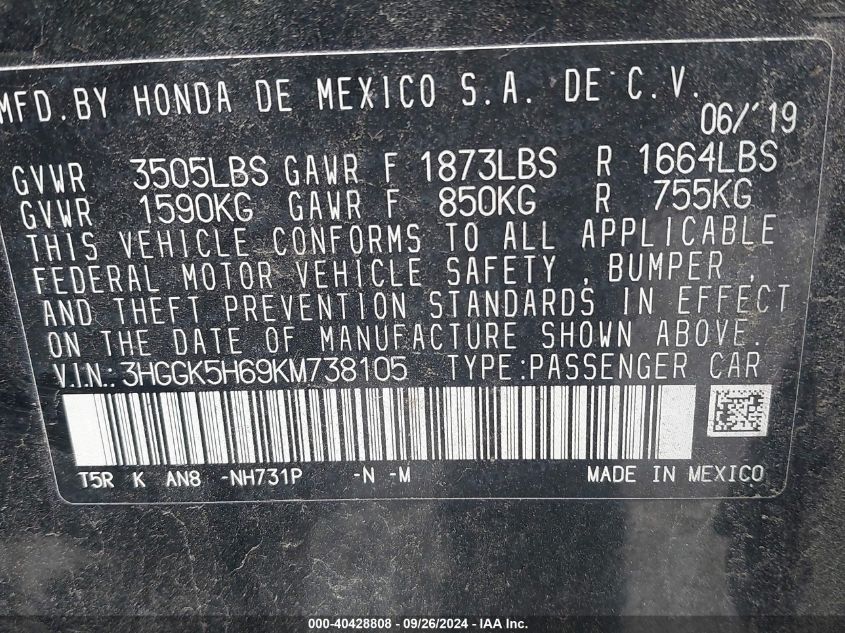 MFD.BY HONDA DE MEXICO S.A. DE C.V.
06/'19
GVWR 3505LBS GAWR F 1873LBS R 1664LBS
GVWR 1590KG GAWR F 850KG R 755KG
THIS VEHICLE CONFORMS TO ALL APPLICABLE
FEDERAL MOTOR VEHICLE SAFETY , BUMPER ,
AND THEFT PREVENTION STANDARDS IN EFFECT
ON THE DATE OF MANUFACTURE SHOWN ABOVE.
V.I.N.: 3HGGK5H69KM738105 TYPE:PASSENGER CAR
T5R K AN8 -NH731P -N -M MADE IN MEXICO
000-40428808 - 09/26/2024 - IAA Inc.